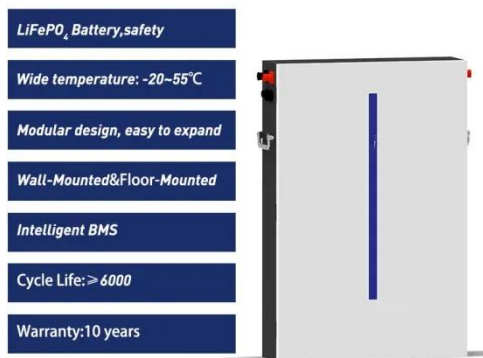 LiFePO₄ Battery,safety
Wide temperature: -20~55℃
Modular design, easy to expand
Wall-Mounted&Floor-Mounted
Intelligent BMS
Cycle Life:≥6000
Warranty:10 years